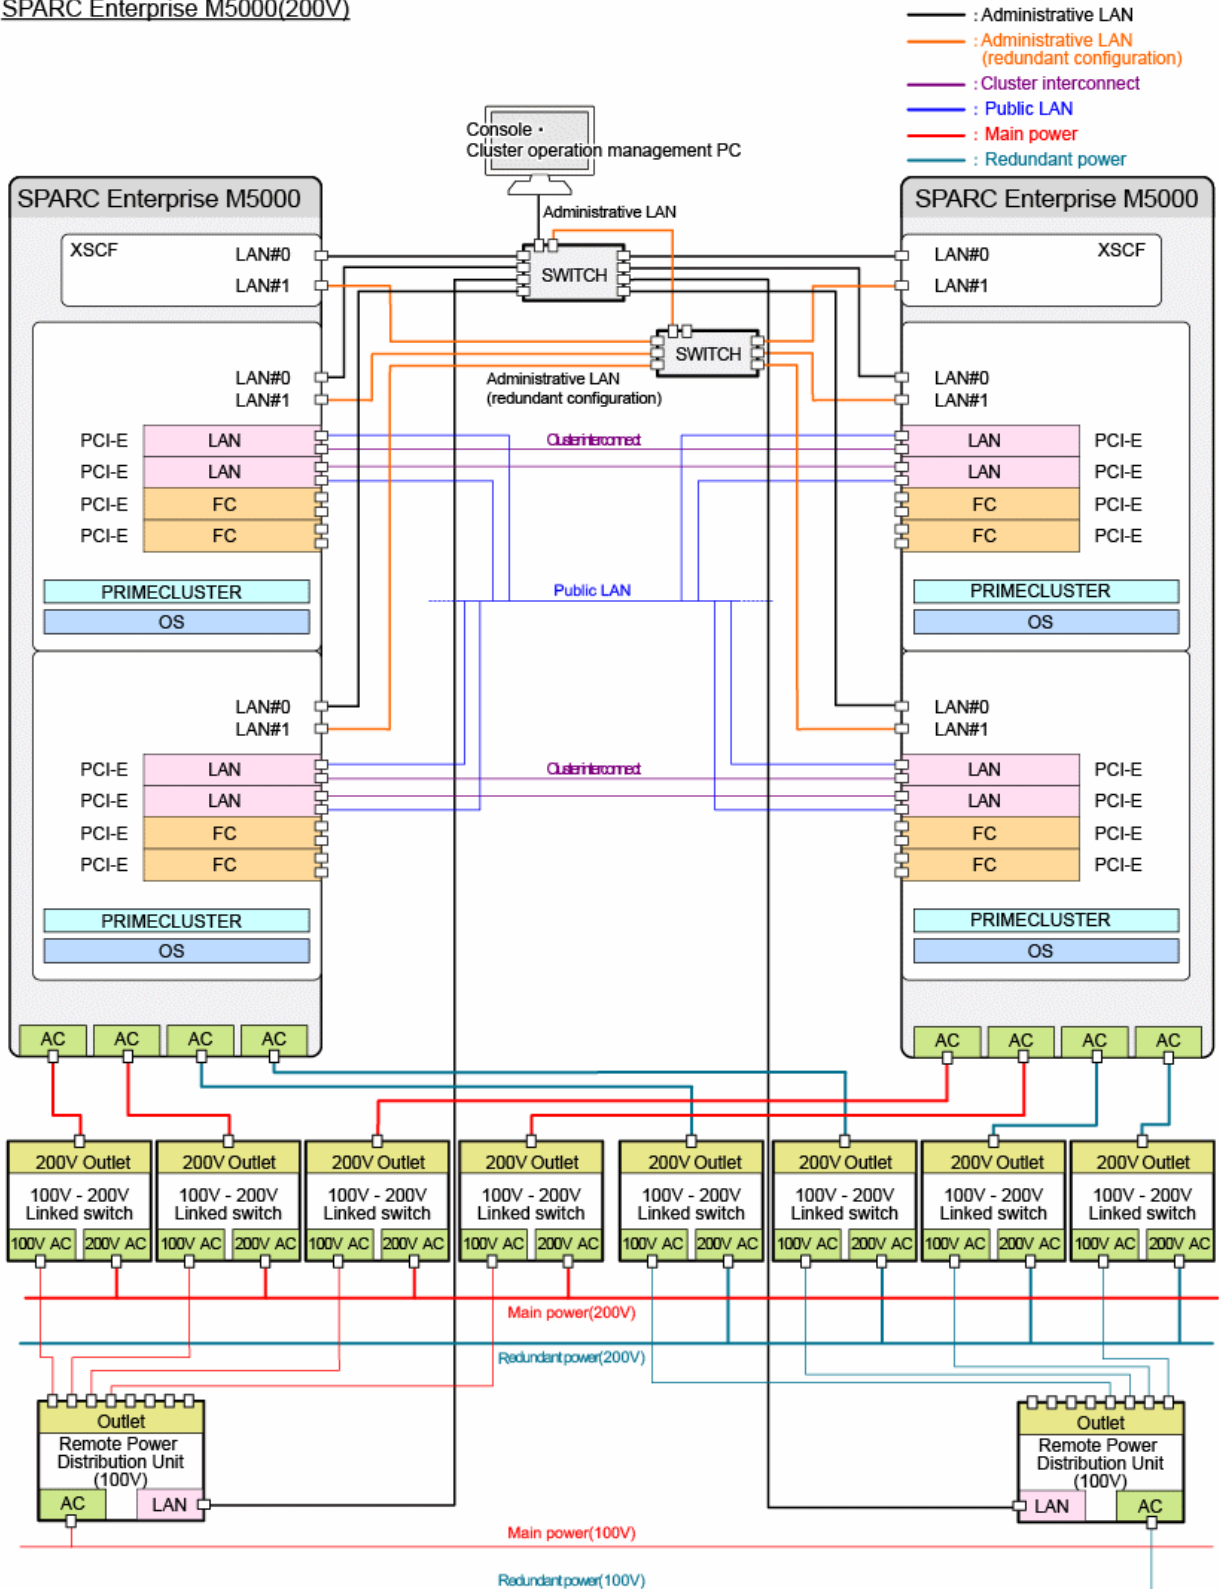 SPARC Enterprise M5000(200V)
: Administrative LAN
: Administrative LAN
(redundant configuration)
: Cluster interconnect
: Public LAN
: Main power
: Redundant power
Console・
Cluster operation management PC
SPARC Enterprise M5000
SPARC Enterprise M5000
Administrative LAN
XSCF LAN#0
LAN#1
SWITCH
LAN#0 XSCF
LAN#1
SWITCH
Administrative LAN
(redundant configuration)
LAN#0
LAN#1
LAN#0
LAN#1
PCI-E LAN
PCI-E LAN
PCI-E FC
PCI-E FC
PRIMECLUSTER
OS
Cluster interconnect
Public LAN
LAN PCI-E
LAN PCI-E
FC PCI-E
FC PCI-E
PRIMECLUSTER
OS
LAN#0
LAN#1
LAN#0
LAN#1
PCI-E LAN
PCI-E LAN
PCI-E FC
PCI-E FC
PRIMECLUSTER
OS
Cluster interconnect
LAN PCI-E
LAN PCI-E
FC PCI-E
FC PCI-E
PRIMECLUSTER
OS
AC AC AC AC
AC AC AC AC
200V Outlet 200V Outlet 200V Outlet 200V Outlet 200V Outlet 200V Outlet 200V Outlet 200V Outlet
100V - 200V 100V - 200V 100V - 200V 100V - 200V 100V - 200V 100V - 200V 100V - 200V 100V - 200V
Linked switch Linked switch Linked switch Linked switch Linked switch Linked switch Linked switch Linked switch
100V AC 200V AC 100V AC 200V AC 100V AC 200V AC 100V AC 200V AC 100V AC 200V AC 100V AC 200V AC 100V AC 200V AC 100V AC 200V AC
Main power(200V)
Redundant power(200V)
Outlet
Remote Power
Distribution Unit
(100V)
AC LAN
Outlet
Remote Power
Distribution Unit
(100V)
LAN AC
Main power(100V)
Redundant power(100V)